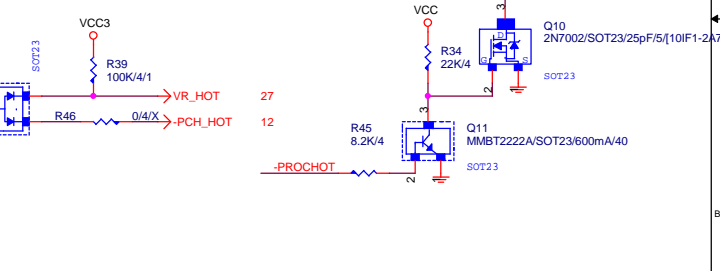 3
VCC3
VCC
Q10
2N7002/SOT23/25pF/5/[10IF1-2A7
D
G
S
SOT23
SOT23
R39
100K/4/1
R34
22K/4
2
1
VR_HOT
27
R46
0/4/X
-PCH_HOT
12
3
R45
8.2K/4
Q11
MMBT2222A/SOT23/600mA/40
SOT23
-PROCHOT
2
1
B